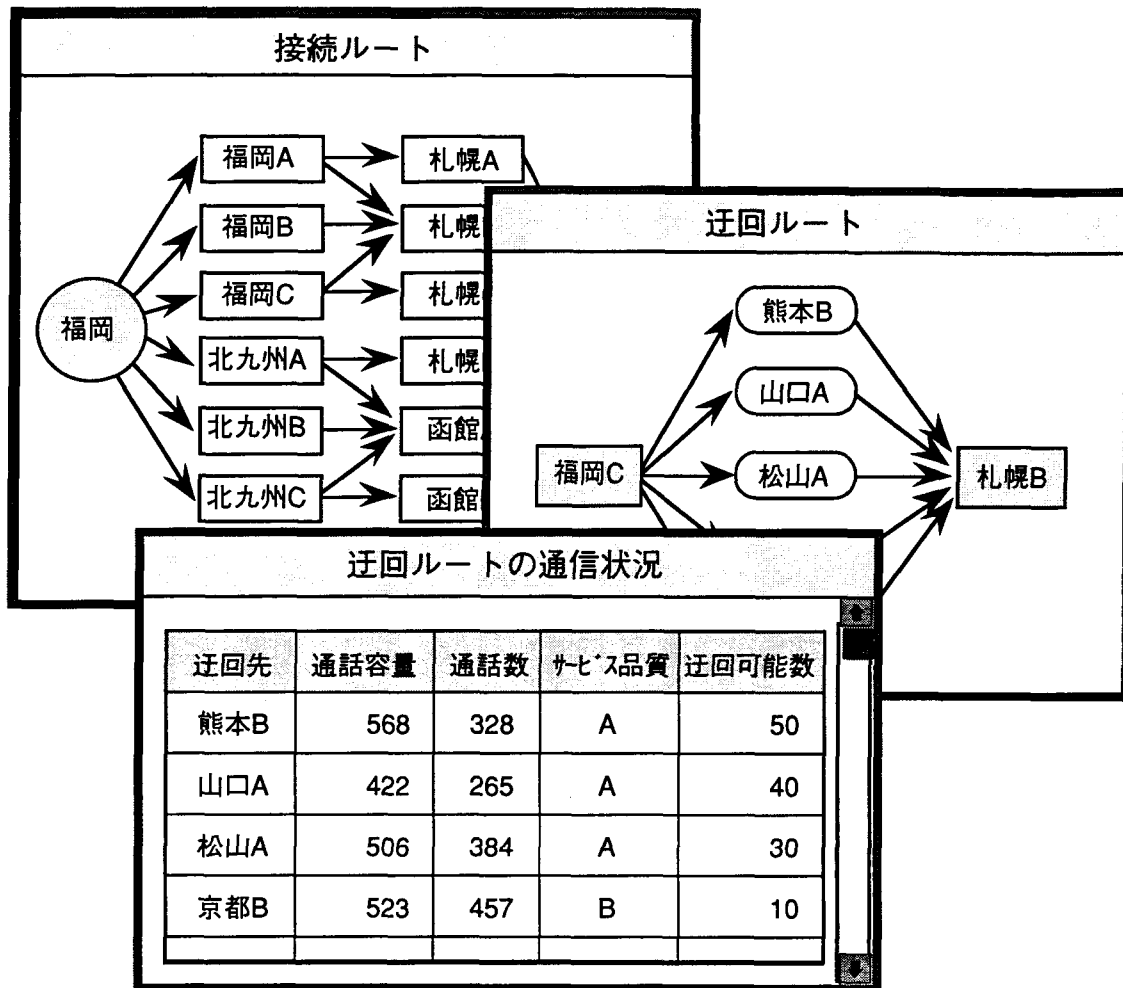 接続ルート
福岡
福岡A
福岡B
福岡C
北九州A
北九州B
北九州C
札幌A
札幌
札幌
札幌
函館
函館
迂回ルート
福岡C
熊本B
山口A
松山A
札幌B
迂回ルートの通信状況
迂回先 通話容量 通話数 ｻｰﾋﾞｽ品質 迂回可能数
熊本B 568 328 A 50
山口A 422 265 A 40
松山A 506 384 A 30
京都B 523 457 B 10